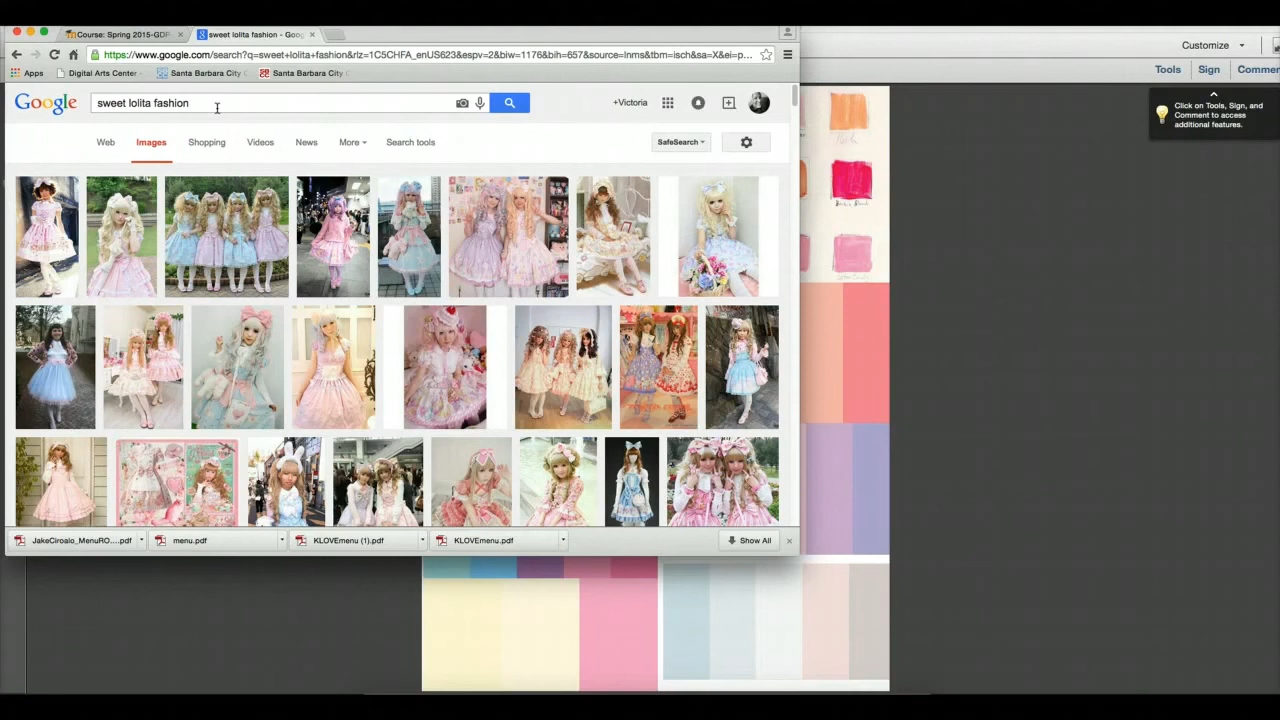 Course: Spring 2015-GDP
sweet lolita fashion - Goo
https://www.google.com/search?q=sweet+lolita+fashion&rlz=1C5CHFA_enUS623&espv=2&biw=1176&bih=657&source=lnms&tbm=isch&sa=X&ei=p...
Apps
Digital Arts Center
Santa Barbara City
Santa Barbara City
Google
sweet lolita fashion
+Victoria
Web
Images
Shopping
Videos
News
More
Search tools
SafeSearch
JakeCiroalo_MenuRO....pdf
menu.pdf
KLOVEmenu (1).pdf
KLOVEmenu.pdf
Show All
Customize
Tools
Sign
Commen
Click on Tools, Sign, and
Comment to access
additional features.